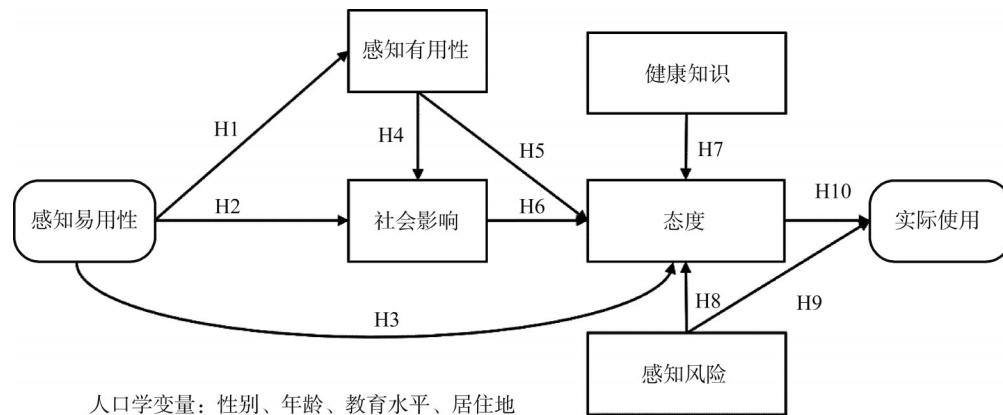 感知有用性
健康知识
H1
H4
H5
H7
感知易用性
H2
社会影响
H6
态度
H10
实际使用
H3
H8
H9
感知风险
人口学变量：性别、年龄、教育水平、居住地